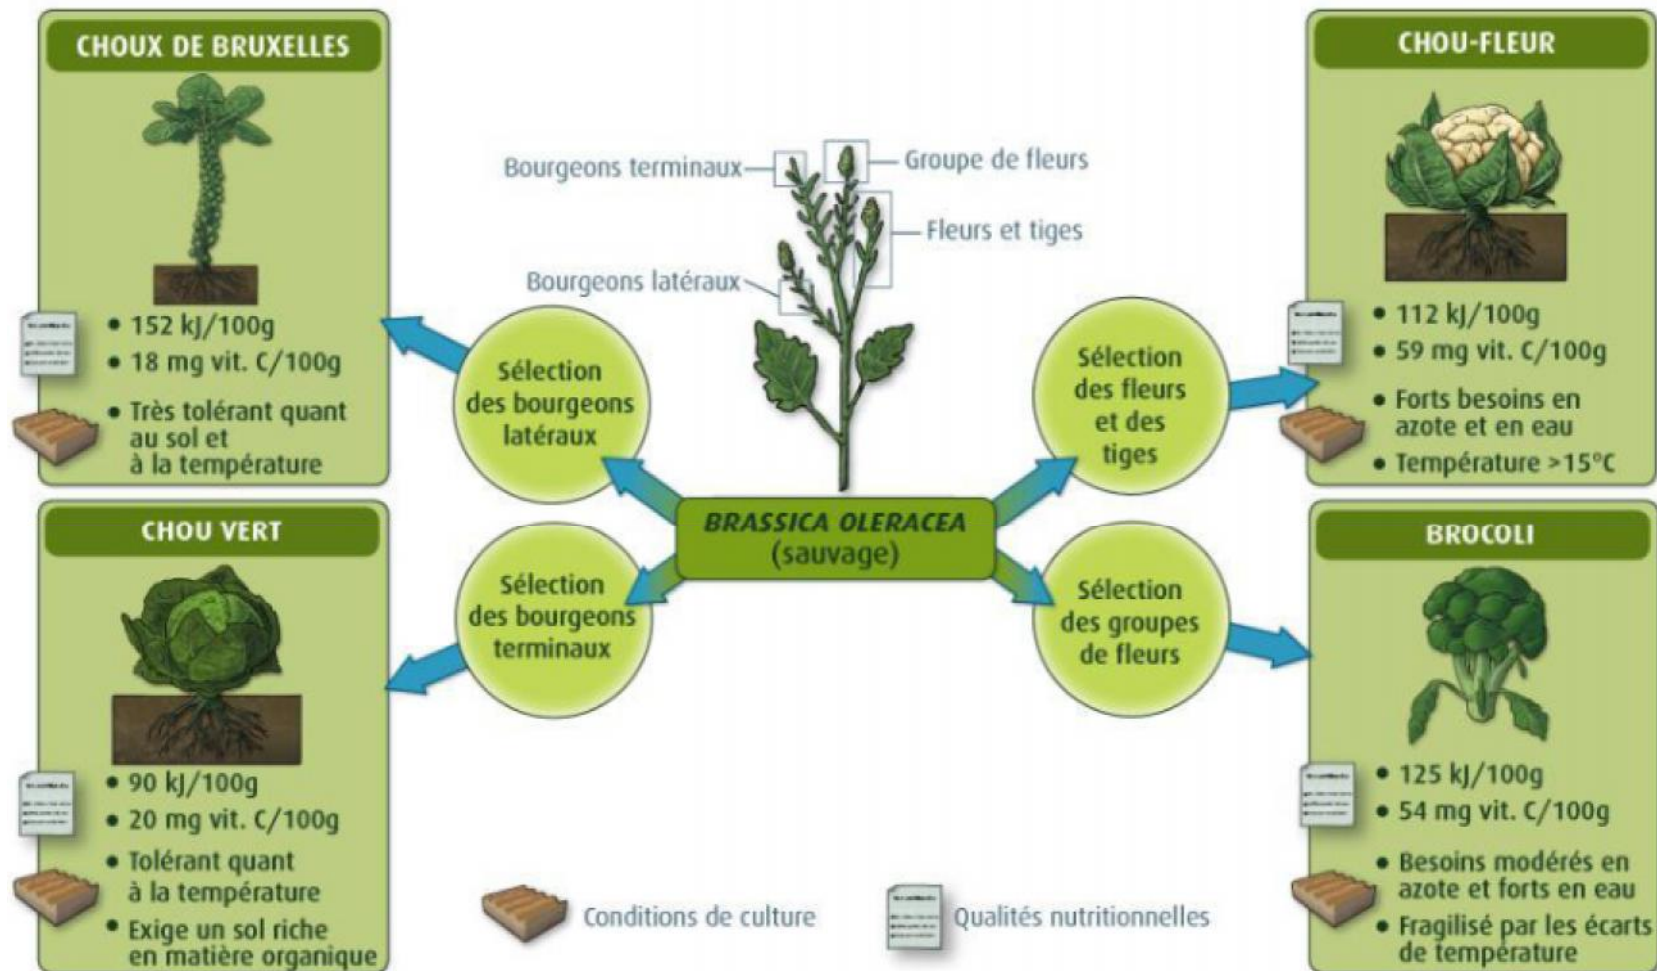 CHOUX DE BRUXELLES
• 152 kJ/100g
• 18 mg vit. C/100g
• Très tolérant quant
au sol et
à la température
CHOU VERT
• 90 kJ/100g
• 20 mg vit. C/100g
• Tolérant quant
à la température
• Exige un sol riche
en matière organique
Bourgeons terminaux
Groupe de fleurs
Fleurs et tiges
Bourgeons latéraux
Sélection
des bourgeons
latéraux
Sélection
des fleurs
et des
tiges
BRASSICA OLERACEA
(sauvage)
Sélection
des bourgeons
terminaux
Sélection
des groupes
de fleurs
Conditions de culture
Qualités nutritionnelles
CHOU-FLEUR
• 112 kJ/100g
• 59 mg vit. C/100g
• Forts besoins en
azote et en eau
• Température >15°C
BROCOLI
• 125 kJ/100g
• 54 mg vit. C/100g
• Besoins modérés en
azote et forts en eau
• Fragilisé par les écarts
de température